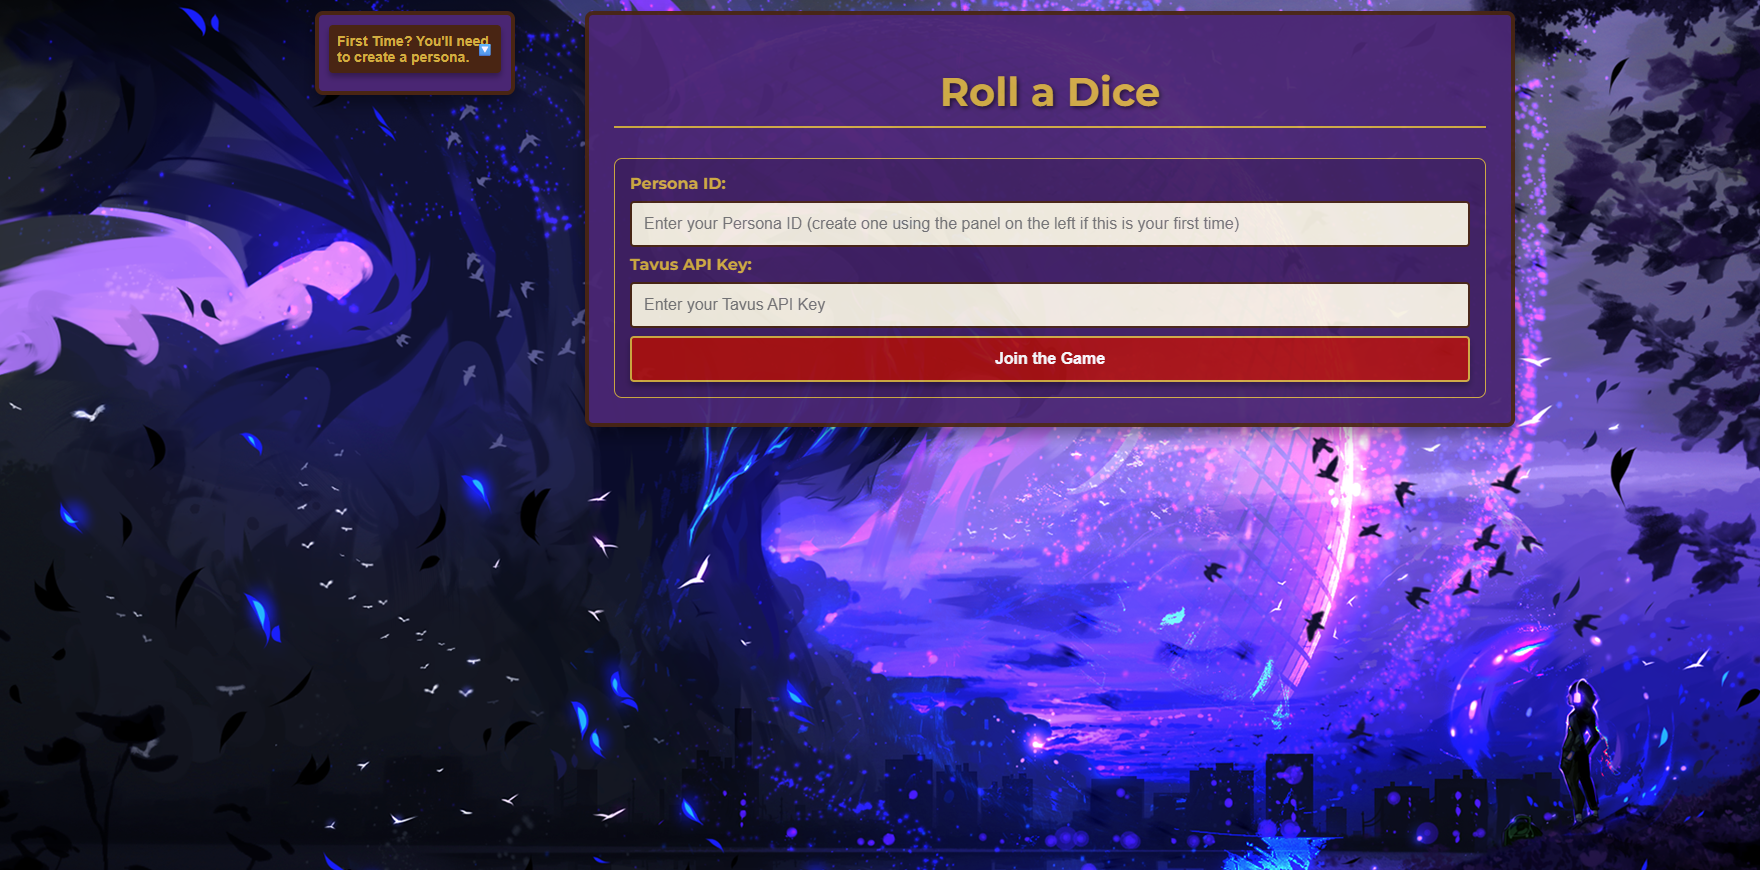 First Time? You'll need
to create a persona.
Roll a Dice
Persona ID:
Enter your Persona ID (create one using the panel on the left if this is your first time)
Tavus API Key:
Enter your Tavus API Key
Join the Game